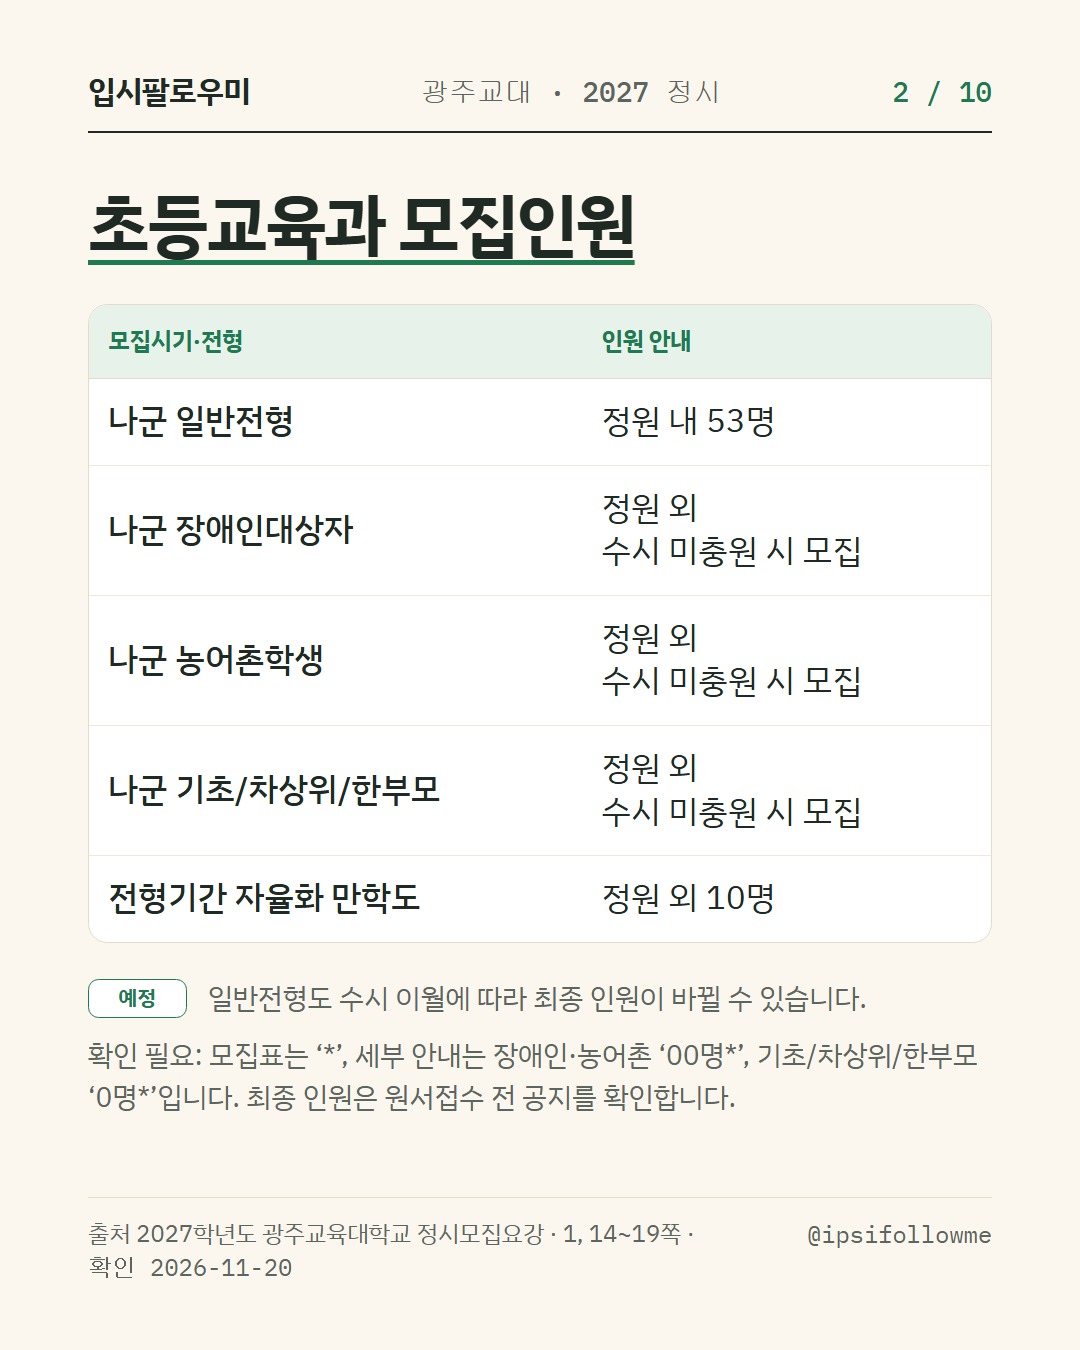 입시팔로우미
광주교대 · 2027 정시
2 / 10
초등교육과 모집인원
모집시기·전형
인원 안내
나군 일반전형
정원 내 53명
나군 장애인대상자
정원 외
수시 미충원 시 모집
나군 농어촌학생
정원 외
수시 미충원 시 모집
나군 기초/차상위/한부모
정원 외
수시 미충원 시 모집
전형기간 자율화 만학도
정원 외 10명
예정
일반전형도 수시 이월에 따라 최종 인원이 바뀔 수 있습니다.
확인 필요: 모집표는 ‘*’, 세부 안내는 장애인·농어촌 ‘00명*’, 기초/차상위/한부모
‘0명*’입니다. 최종 인원은 원서접수 전 공지를 확인합니다.
출처 2027학년도 광주교육대학교 정시모집요강 · 1, 14~19쪽 ·
확인 2026-11-20
@ipsifollowme